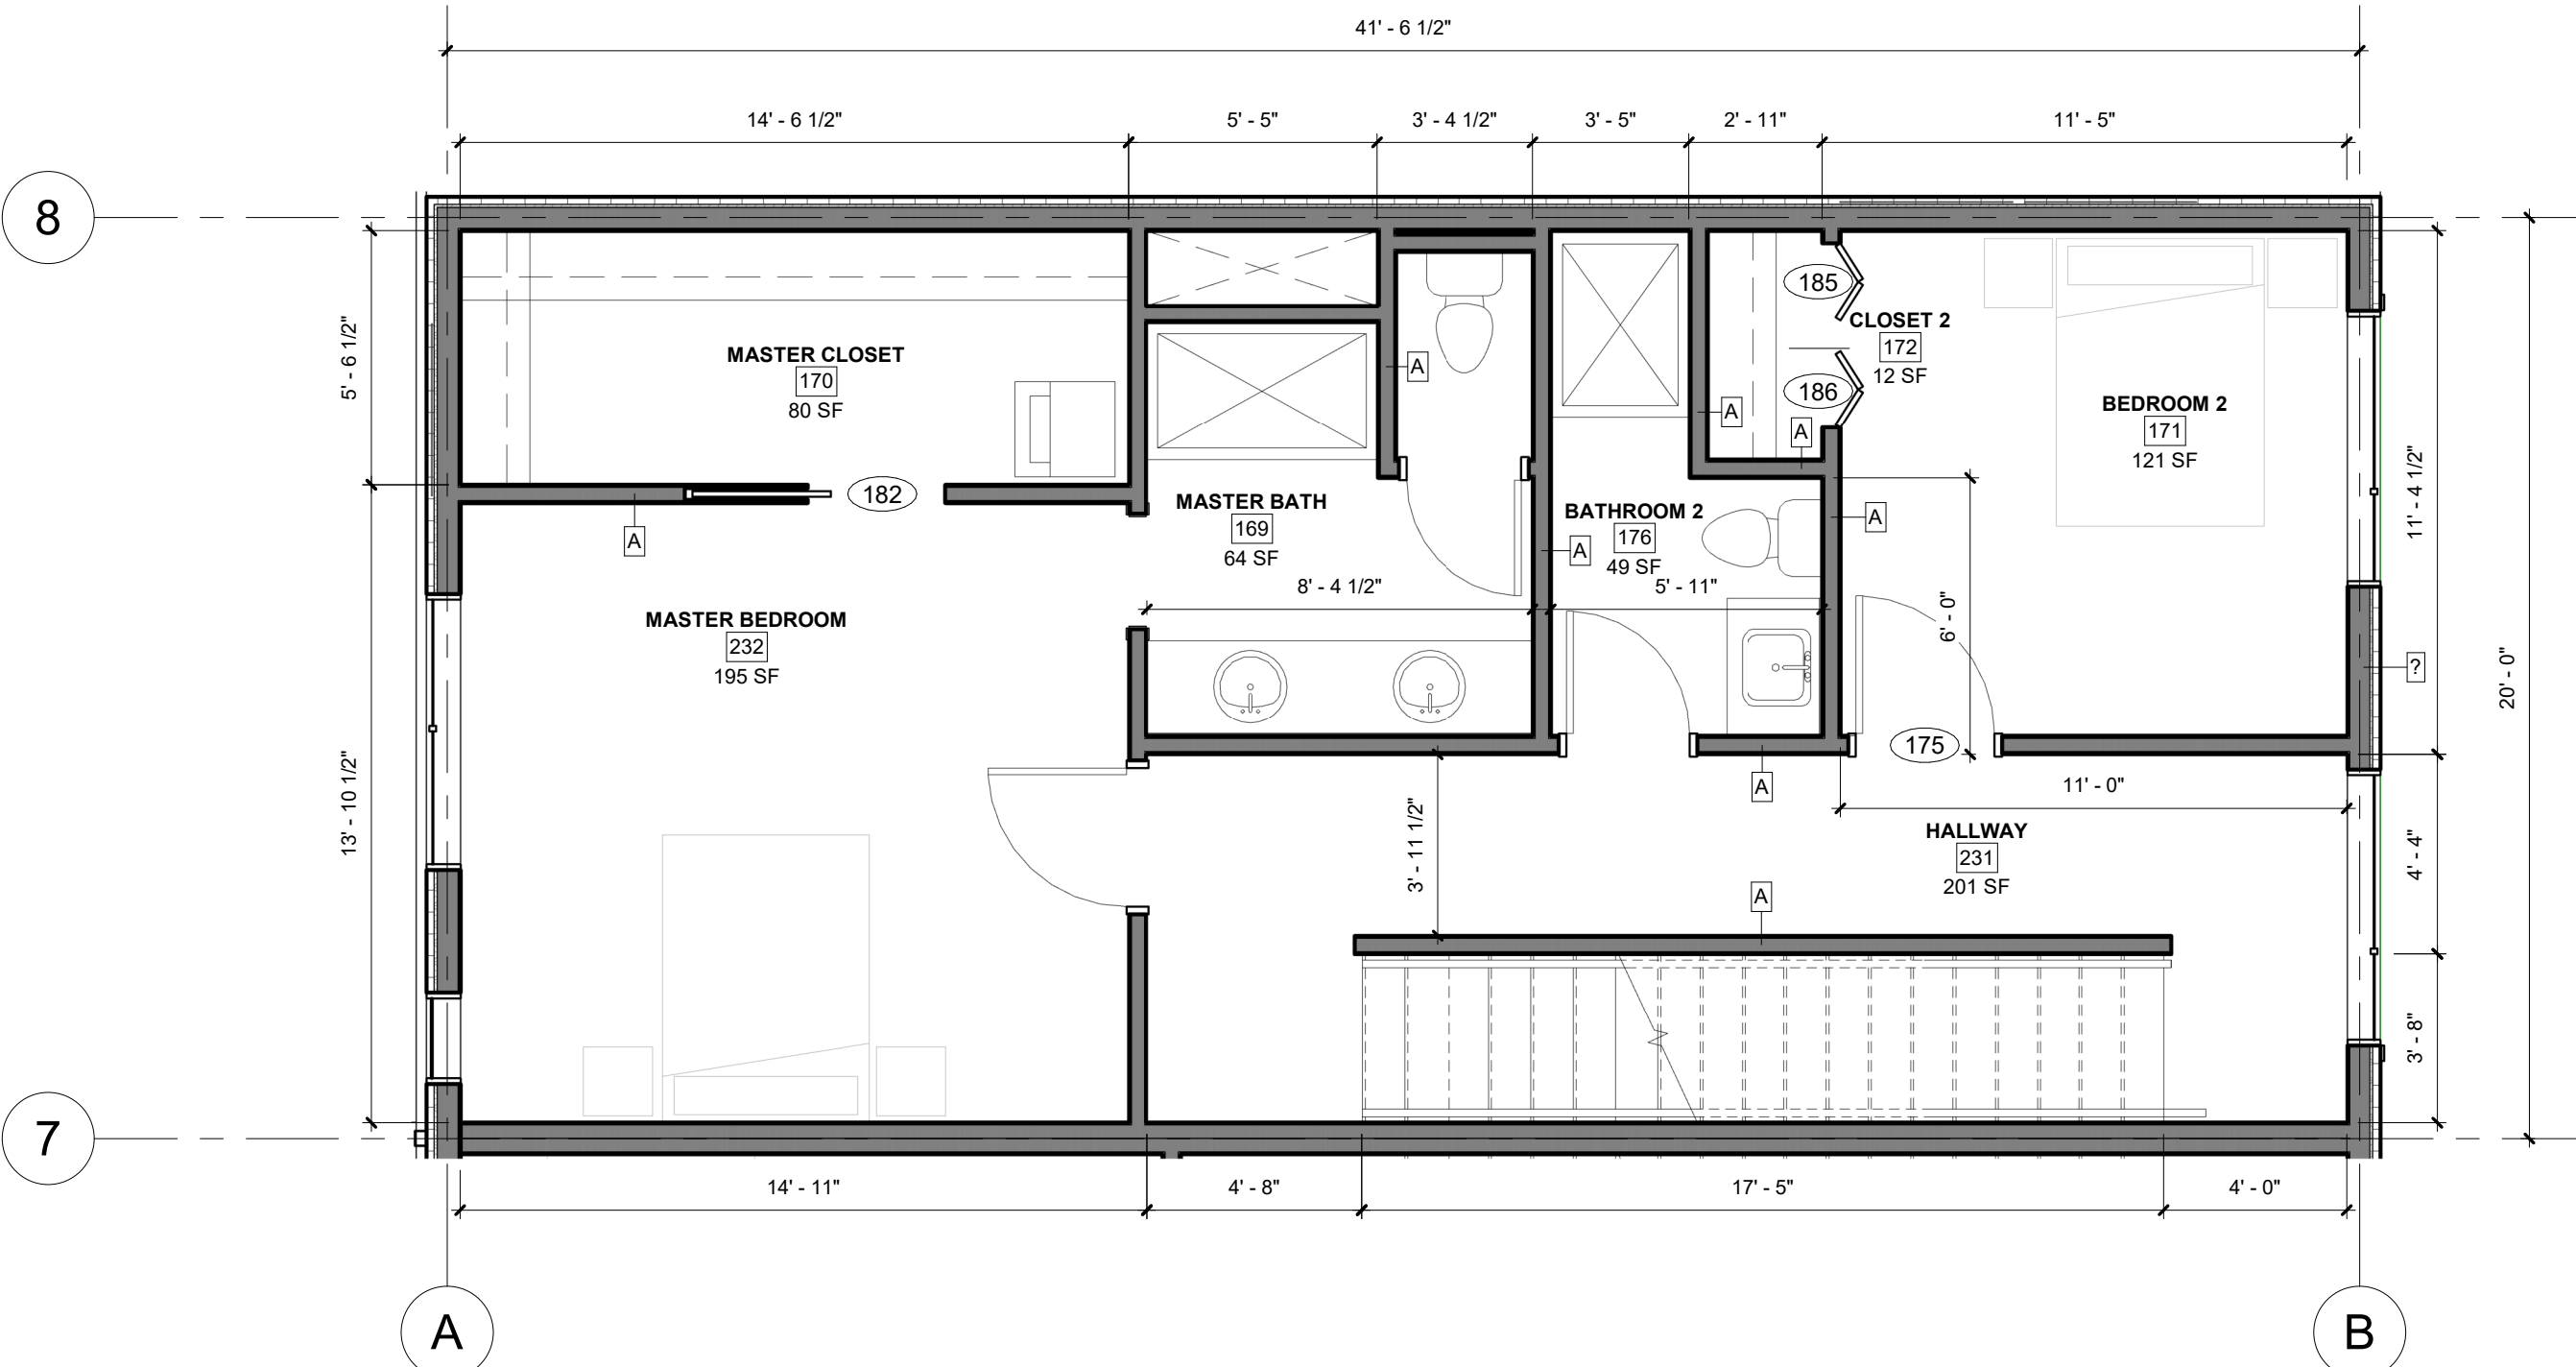 41' - 6 1/2"
14' - 6 1/2"
5' - 5"
3' - 4 1/2"
3' - 5"
2' - 11"
11' - 5"
8
5' - 6 1/2"
MASTER CLOSET
170
80 SF
A
A
A
185
CLOSET 2
172
12 SF
186
BEDROOM 2
171
121 SF
11' - 4 1/2"
182
A
MASTER BATH
169
64 SF
8' - 4 1/2"
A
BATHROOM 2
176
49 SF
5' - 11"
A
6' - 0"
MASTER BEDROOM
232
195 SF
?
20' - 0"
13' - 10 1/2"
175
A
11' - 0"
3' - 11 1/2"
HALLWAY
231
201 SF
4' - 4"
A
3' - 8"
7
14' - 11"
4' - 8"
17' - 5"
4' - 0"
A
B